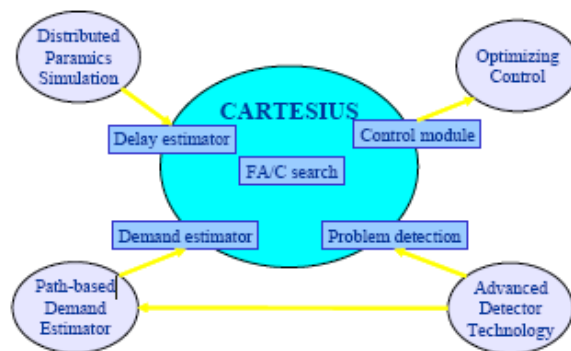 Distributed
Paramics
Simulation
Optimizing
Control
CARTESIUS
Delay estimator
Control module
FA/C search
Demand estimator
Problem detection
Path-based
Demand
Estimator
Advanced
Detector
Technology